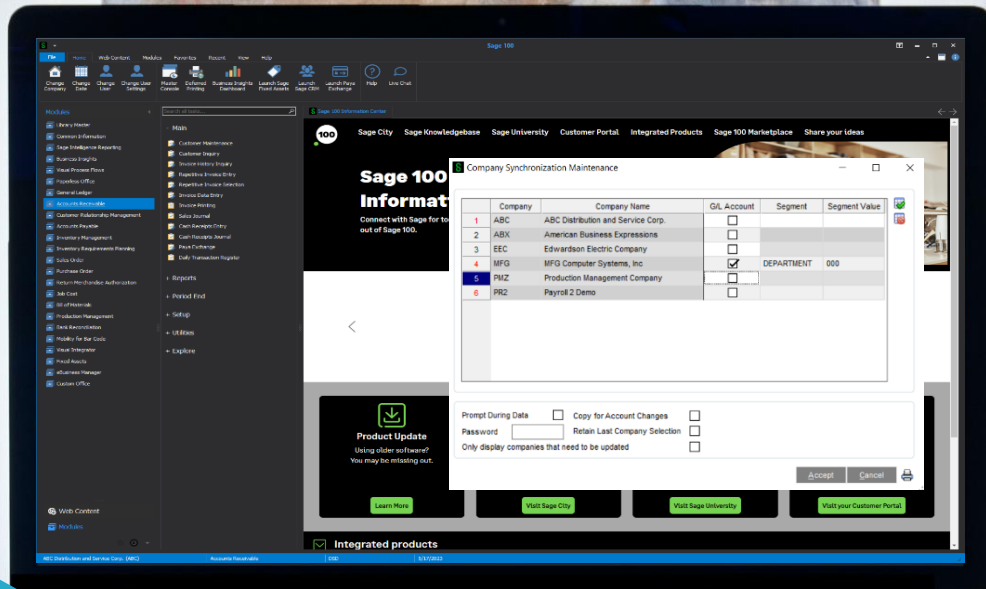 Sage 100
File Home Web Content Modules Favorites Recent View Help
Change Company
Change Date
Change User
Change User Settings
Master Console
Deferred Printing
Business Insights Dashboard
Launch Sage Fixed Assets
Launch Sage CRM
Launch Paya Exchange
Help
Live Chat
Modules
Library Master
Common Information
Sage Intelligence Reporting
Business Insights
Visual Process Flows
Paperless Office
General Ledger
Accounts Receivable
Customer Relationship Management
Accounts Payable
Inventory Management
Inventory Requirements Planning
Sales Order
Purchase Order
Return Merchandise Authorization
Job Cost
Bill of Materials
Production Management
Bank Reconciliation
Mobility for Bar Code
Visual Integrator
Fixed Assets
eBusiness Manager
Custom Office
Web Content
Modules
Search all tasks...
Main
Customer Maintenance
Customer Inquiry
Invoice History Inquiry
Repetitive Invoice Entry
Repetitive Invoice Selection
Invoice Data Entry
Invoice Printing
Sales Journal
Cash Receipts Entry
Cash Receipts Journal
Paya Exchange
Daily Transaction Register
+ Reports
+ Period End
+ Setup
+ Utilities
+ Explore
Sage 100 Information Center
100
Sage City Sage Knowledgebase Sage University Customer Portal Integrated Products Sage 100 Marketplace Share your ideas
Sage 100
Informat
Connect with Sage for to
out of Sage 100.
Company Synchronization Maintenance
Company Company Name G/L Account Segment Segment Value
1 ABC ABC Distribution and Service Corp.
2 ABX American Business Expressions
3 EEC Edwardson Electric Company
4 MFG MFG Computer Systems, Inc DEPARTMENT 000
5 PMZ Production Management Company
6 PR2 Payroll 2 Demo
Prompt During Data Copy for Account Changes
Password Retain Last Company Selection
Only display companies that need to be updated
Accept Cancel
Product Update
Using older software?
You may be missing out.
Learn More
Visit Sage City
Visit Sage University
Visit your Customer Portal
Integrated products
ABC Distribution and Service Corp. (ABC) Accounts Receivable DSD 5/17/2022